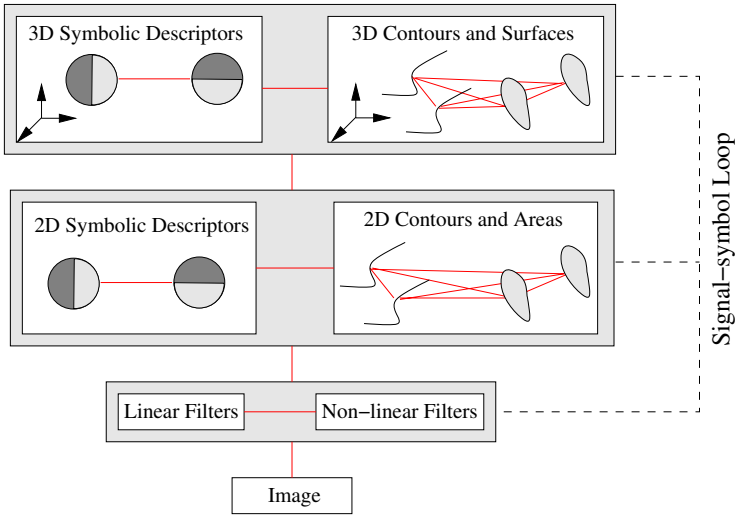 3D Symbolic Descriptors
3D Contours and Surfaces
2D Symbolic Descriptors
2D Contours and Areas
Signal-symbol Loop
Linear Filters
Non-linear Filters
Image